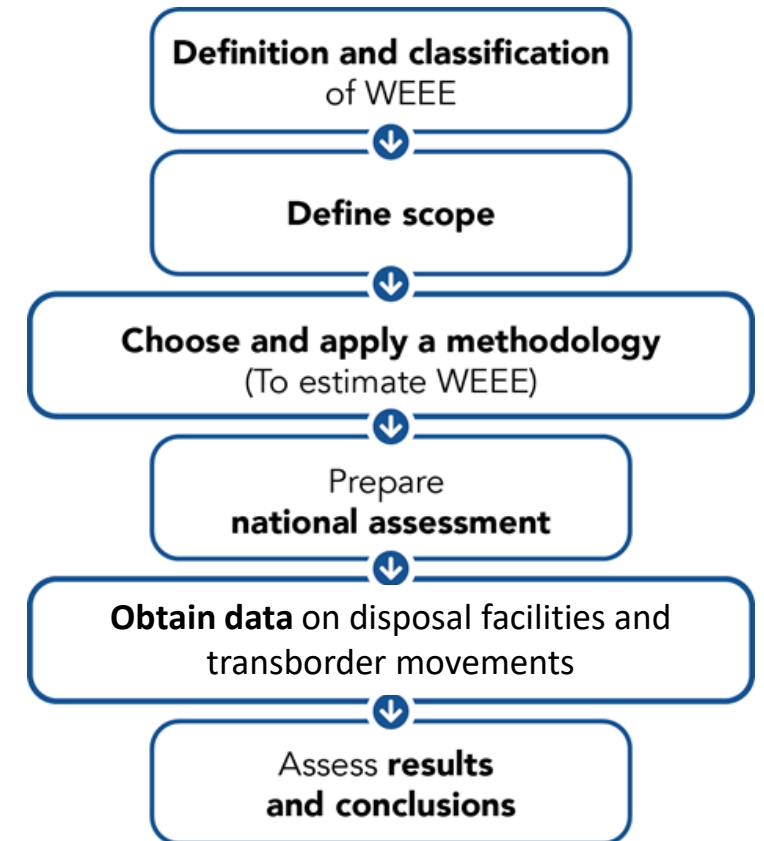 Definition and classification
of WEEE
Define scope
Choose and apply a methodology
(To estimate WEEE)
Prepare
national assessment
Obtain data on disposal facilities and
transborder movements
Assess results
and conclusions